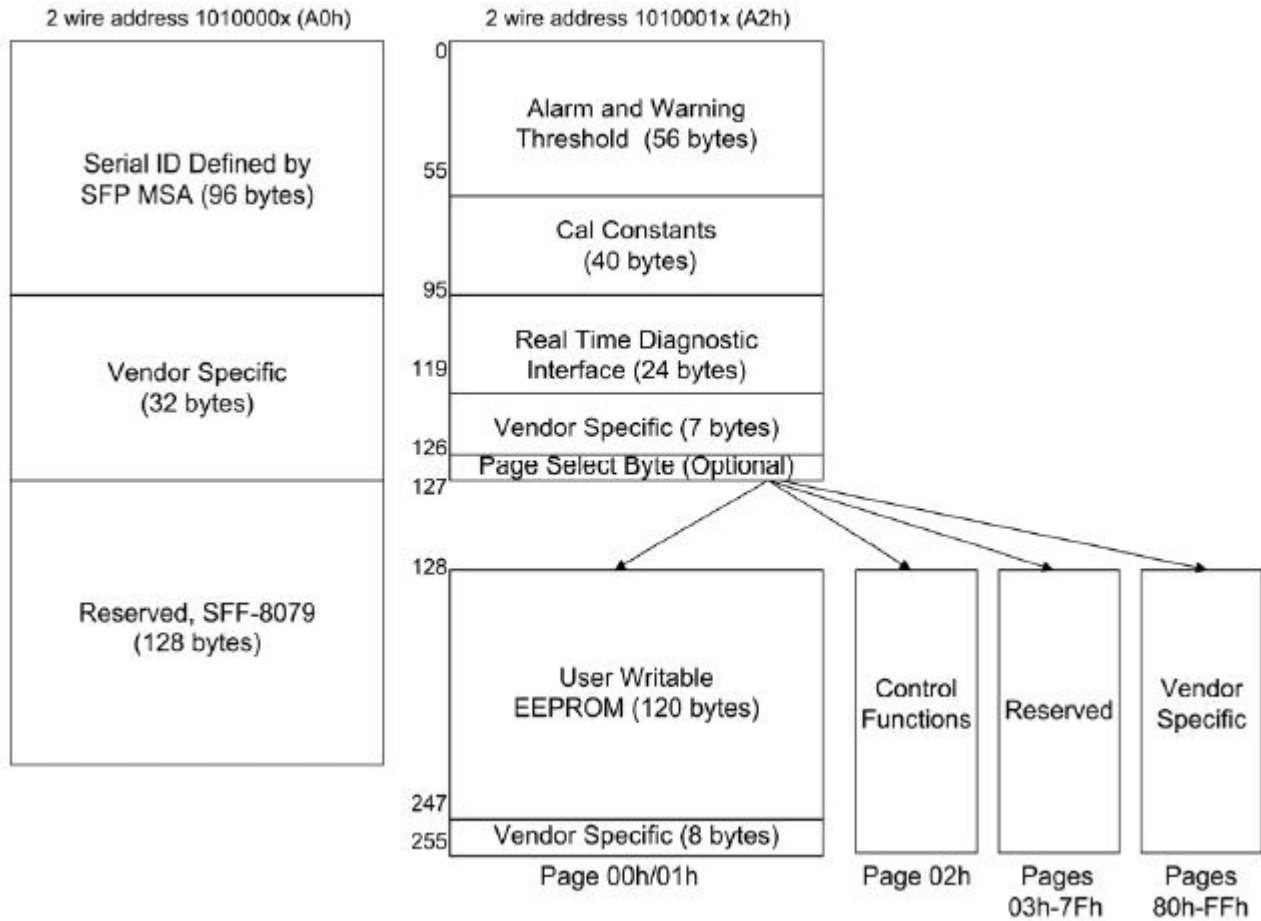 2 wire address 1010000x (A0h)
Serial ID Defined by
SFP MSA (96 bytes)
Vendor Specific
(32 bytes)
Reserved, SFF-8079
(128 bytes)
2 wire address 1010001x (A2h)
0
Alarm and Warning
Threshold (56 bytes)
55
Cal Constants
(40 bytes)
95
Real Time Diagnostic
Interface (24 bytes)
119
Vendor Specific (7 bytes)
126
Page Select Byte (Optional)
127
128
User Writable
EEPROM (120 bytes)
247
Vendor Specific (8 bytes)
255
Page 00h/01h
Control
Functions
Page 02h
Reserved
Pages
03h-7Fh
Vendor
Specific
Pages
80h-FFh